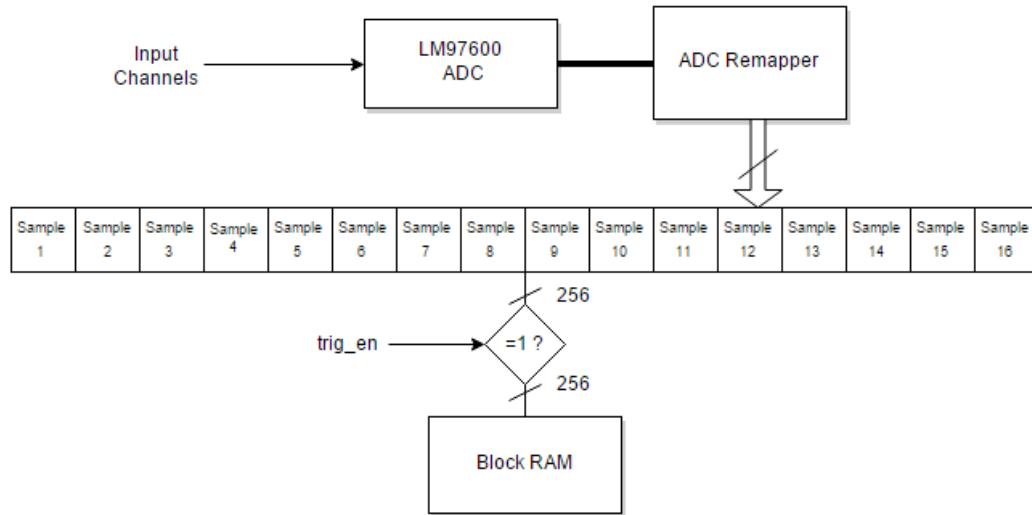 Input
Channels
LM97600
ADC
ADC Remapper
Sample
1
Sample
2
Sample
3
Sample
4
Sample
5
Sample
6
Sample
7
Sample
8
Sample
9
Sample
10
Sample
11
Sample
12
Sample
13
Sample
14
Sample
15
Sample
16
256
trig_en
=1 ?
256
Block RAM